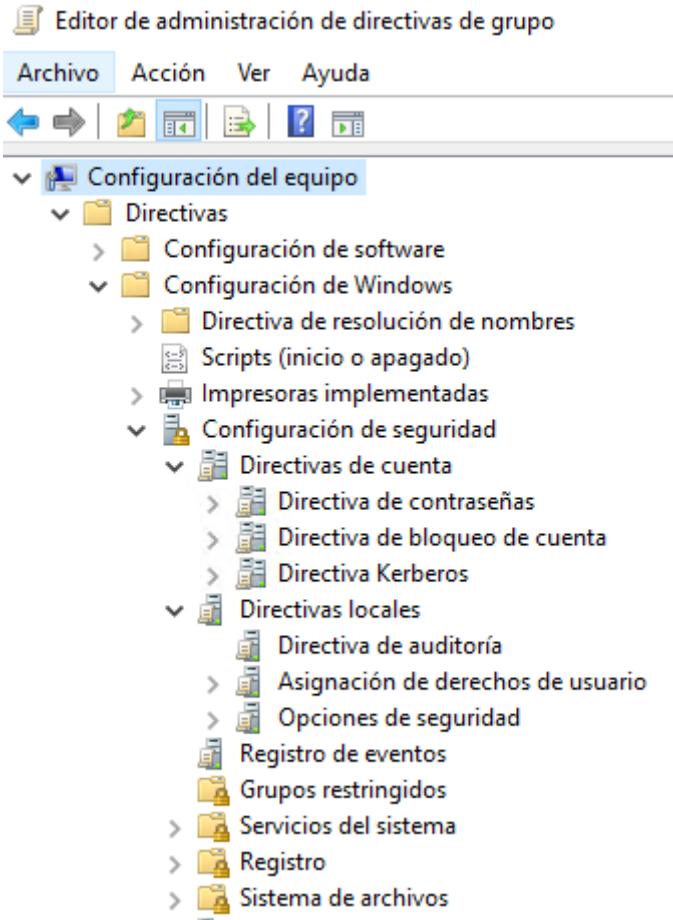 Editor de administración de directivas de grupo
Archivo Acción Ver Ayuda
Configuración del equipo
Directivas
Configuración de software
Configuración de Windows
Directiva de resolución de nombres
Scripts (inicio o apagado)
Impresoras implementadas
Configuración de seguridad
Directivas de cuenta
Directiva de contraseñas
Directiva de bloqueo de cuenta
Directiva Kerberos
Directivas locales
Directiva de auditoría
Asignación de derechos de usuario
Opciones de seguridad
Registro de eventos
Grupos restringidos
Servicios del sistema
Registro
Sistema de archivos